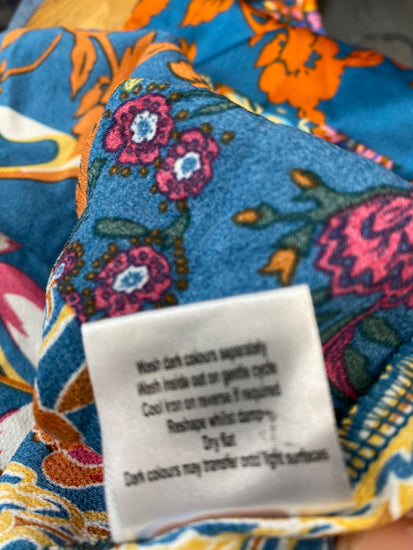 Wash dark colours separately
Wash inside out on gentle cycle
Cool iron on reverse if required
Reshape whilst damp
Dry flat
Dark colours may transfer onto light surfaces